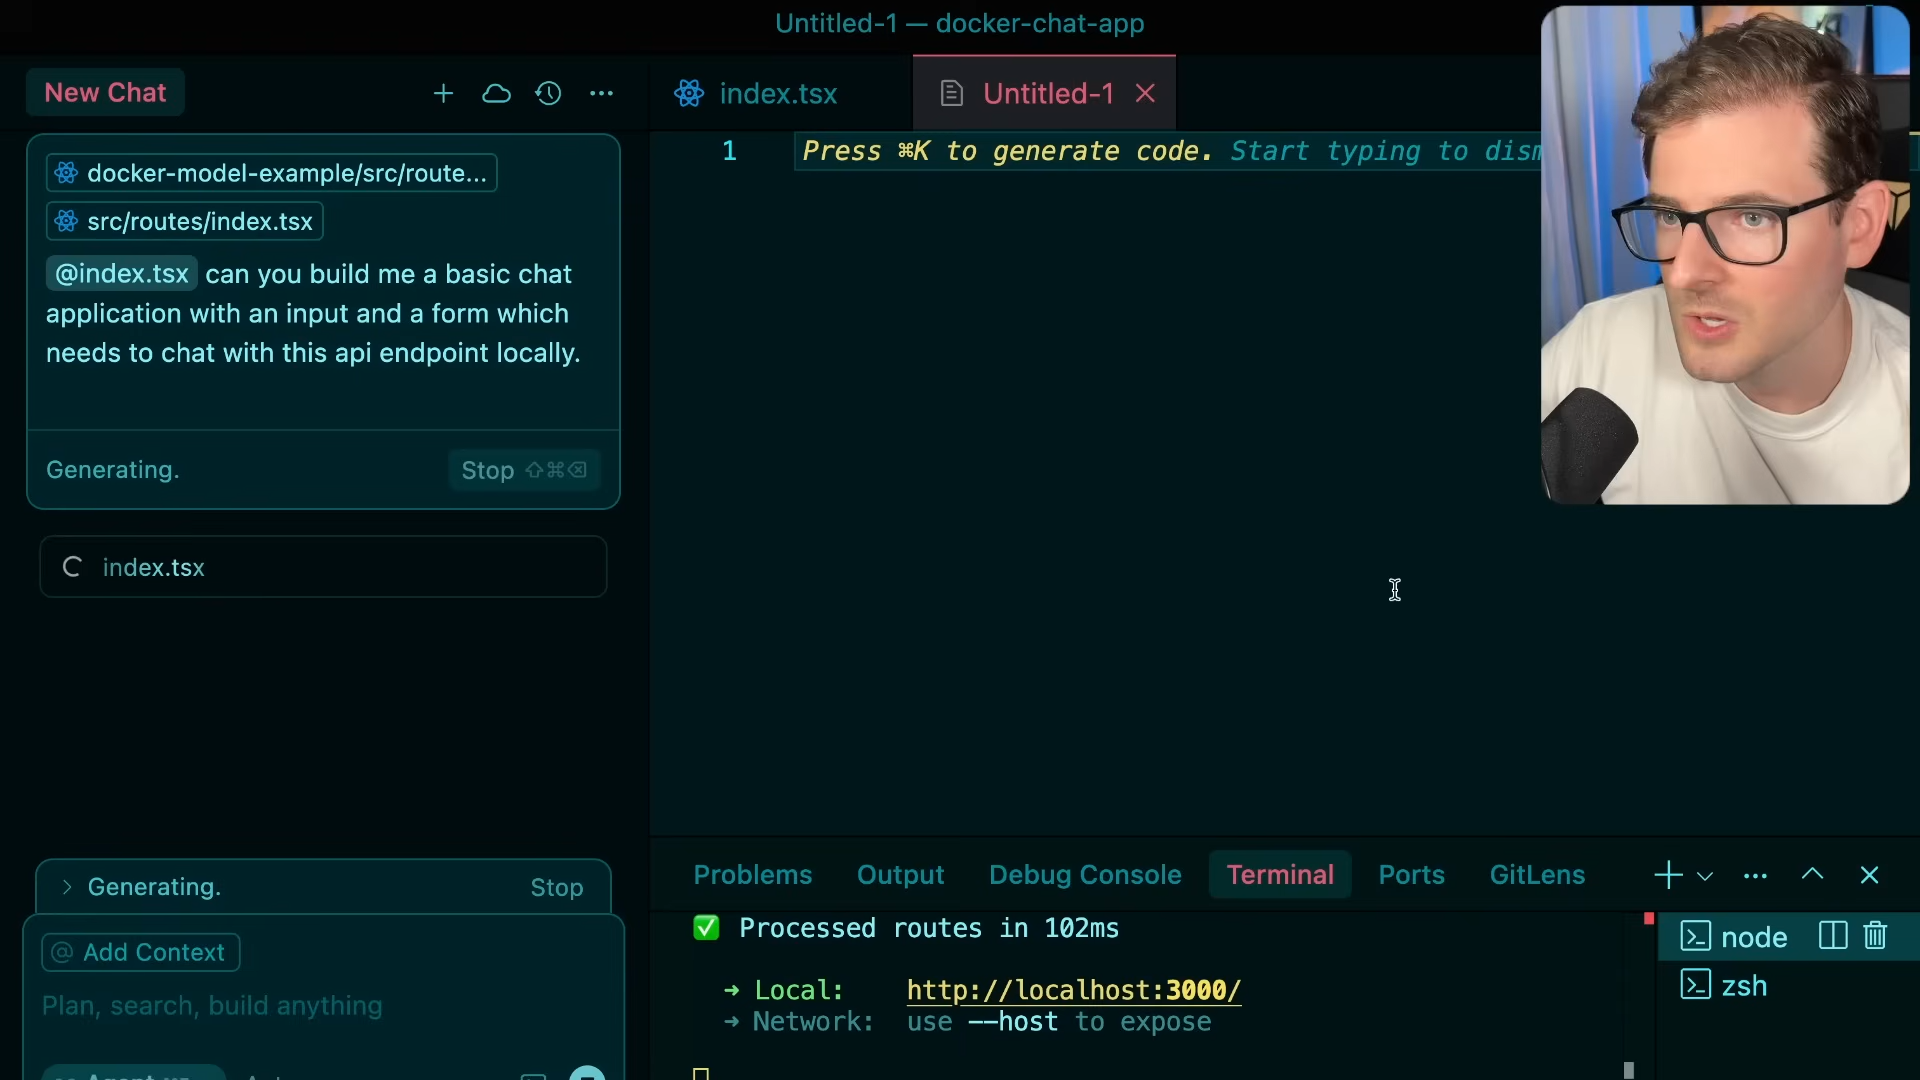 Untitled-1 — docker-chat-app
New Chat
docker-model-example/src/route...
src/routes/index.tsx
@index.tsx can you build me a basic chat
application with an input and a form which
needs to chat with this api endpoint locally.
Generating.
Stop ⇧⌘⌫
index.tsx
Generating.
Stop
@ Add Context
Plan, search, build anything
index.tsx
Untitled-1
1
Press ⌘K to generate code. Start typing to
Problems
Output
Debug Console
Terminal
Ports
GitLens
✅ Processed routes in 102ms
➜ Local: http://localhost:3000/
➜ Network: use --host to expose
node
zsh